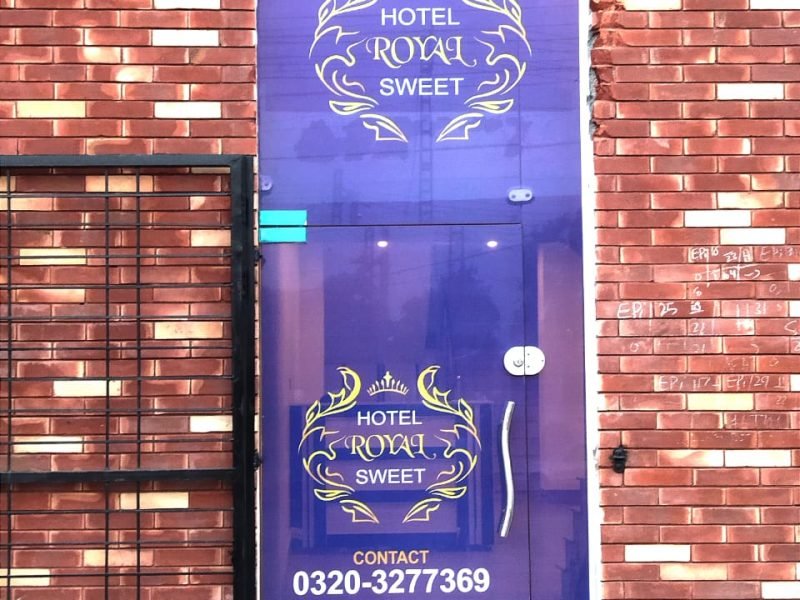 HOTEL
ROYAL
SWEET
HOTEL
ROYAL
SWEET
CONTACT
0320-3277369